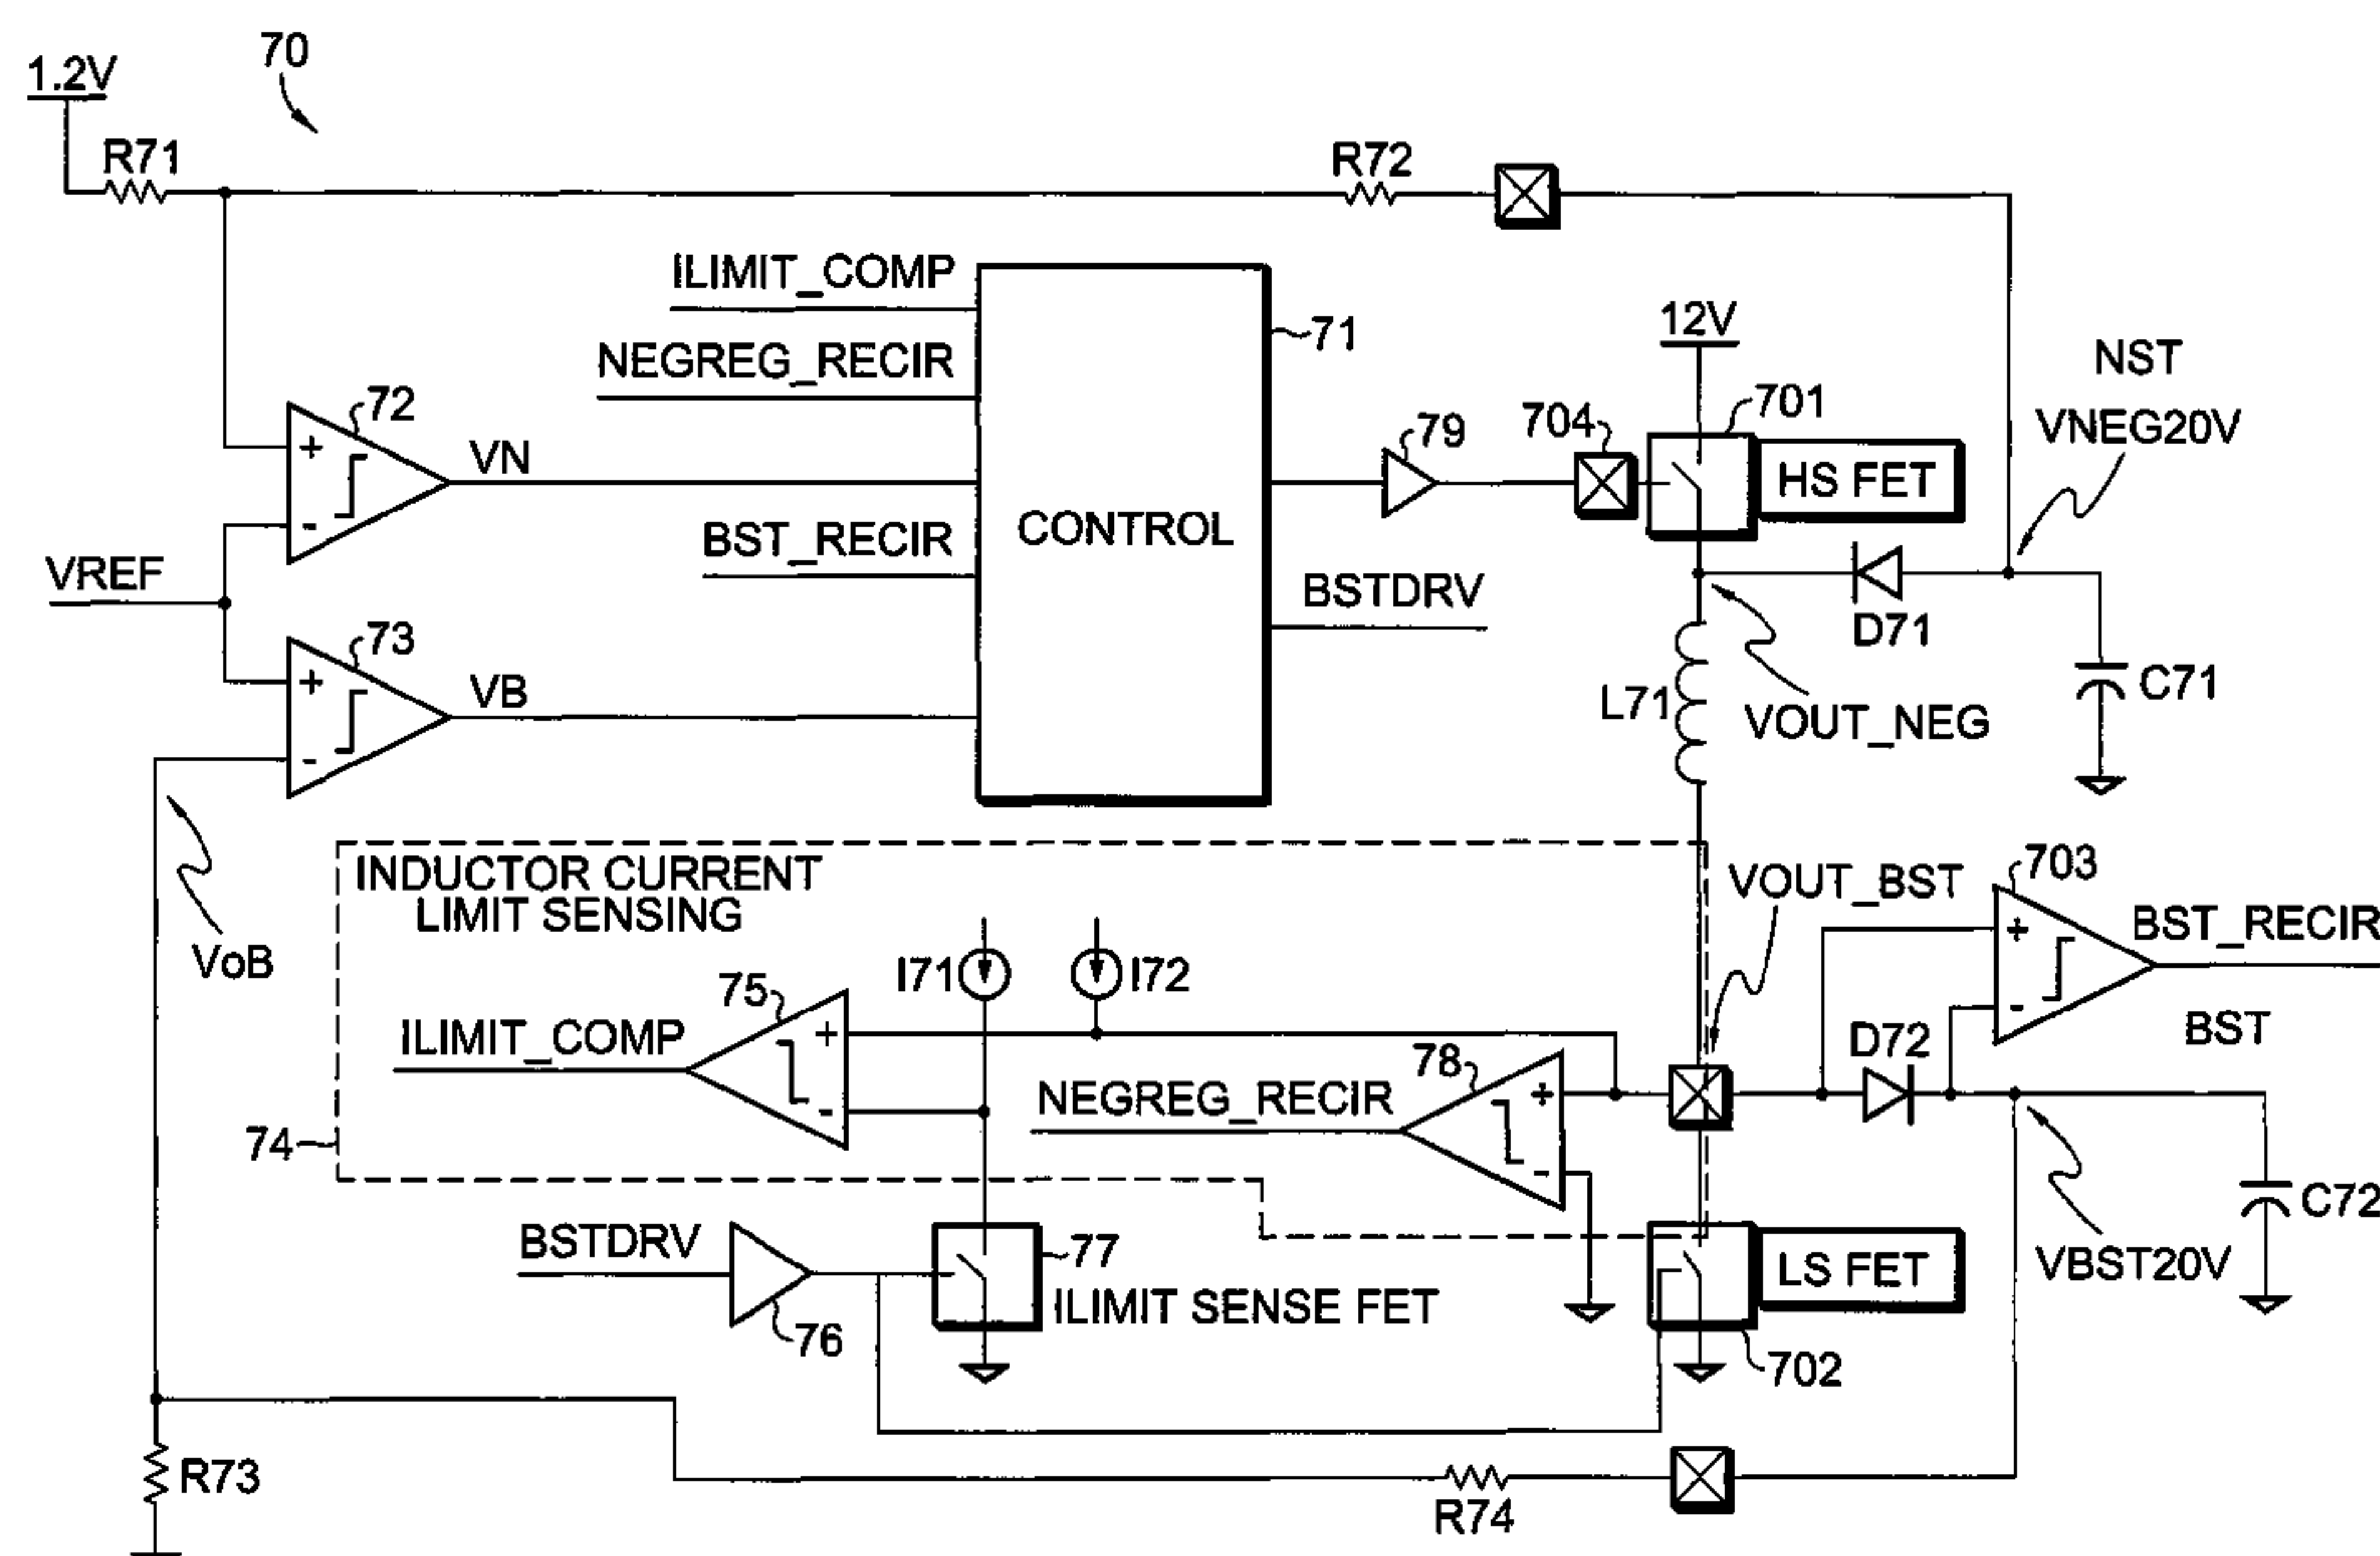 70
1.2V
R71
R72
ILIMIT_COMP
NEGREG_RECIR
71
12V
NST
VNEG20V
701
704
79
72
+
VN
-
HS FET
BST_RECIR
CONTROL
VREF
BSTDRV
D71
73
+
VB
-
L71
VOUT_NEG
C71
INDUCTOR CURRENT
LIMIT SENSING
VOUT_BST
703
+
BST_RECIR
-
VoB
I71
I72
75
BST
ILIMIT_COMP
+
-
78
D72
NEGREG_RECIR
+
-
74
C72
BSTDRV
77
ILIMIT SENSE FET
LS FET
VBST20V
76
702
R73
R74